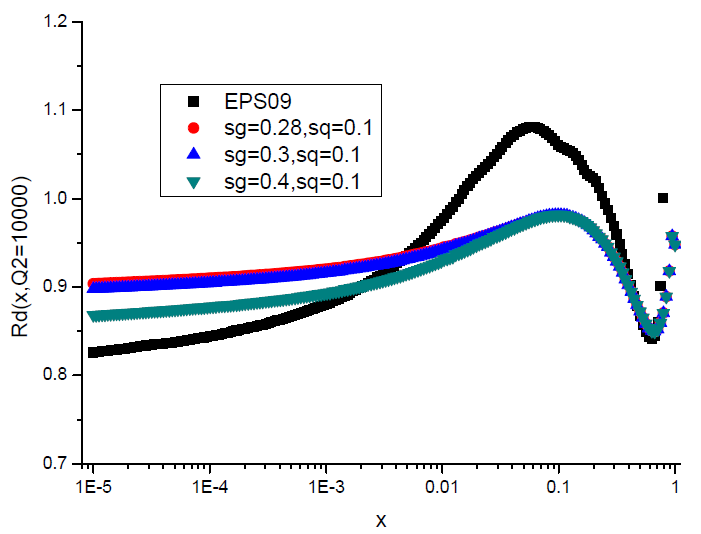 1.2
1.1
1.0
0.9
0.8
0.7
Rd(x,Q2=10000)
EPS09
sg=0.28,sq=0.1
sg=0.3,sq=0.1
sg=0.4,sq=0.1
1E-5 1E-4 1E-3 0.01 0.1 1
x